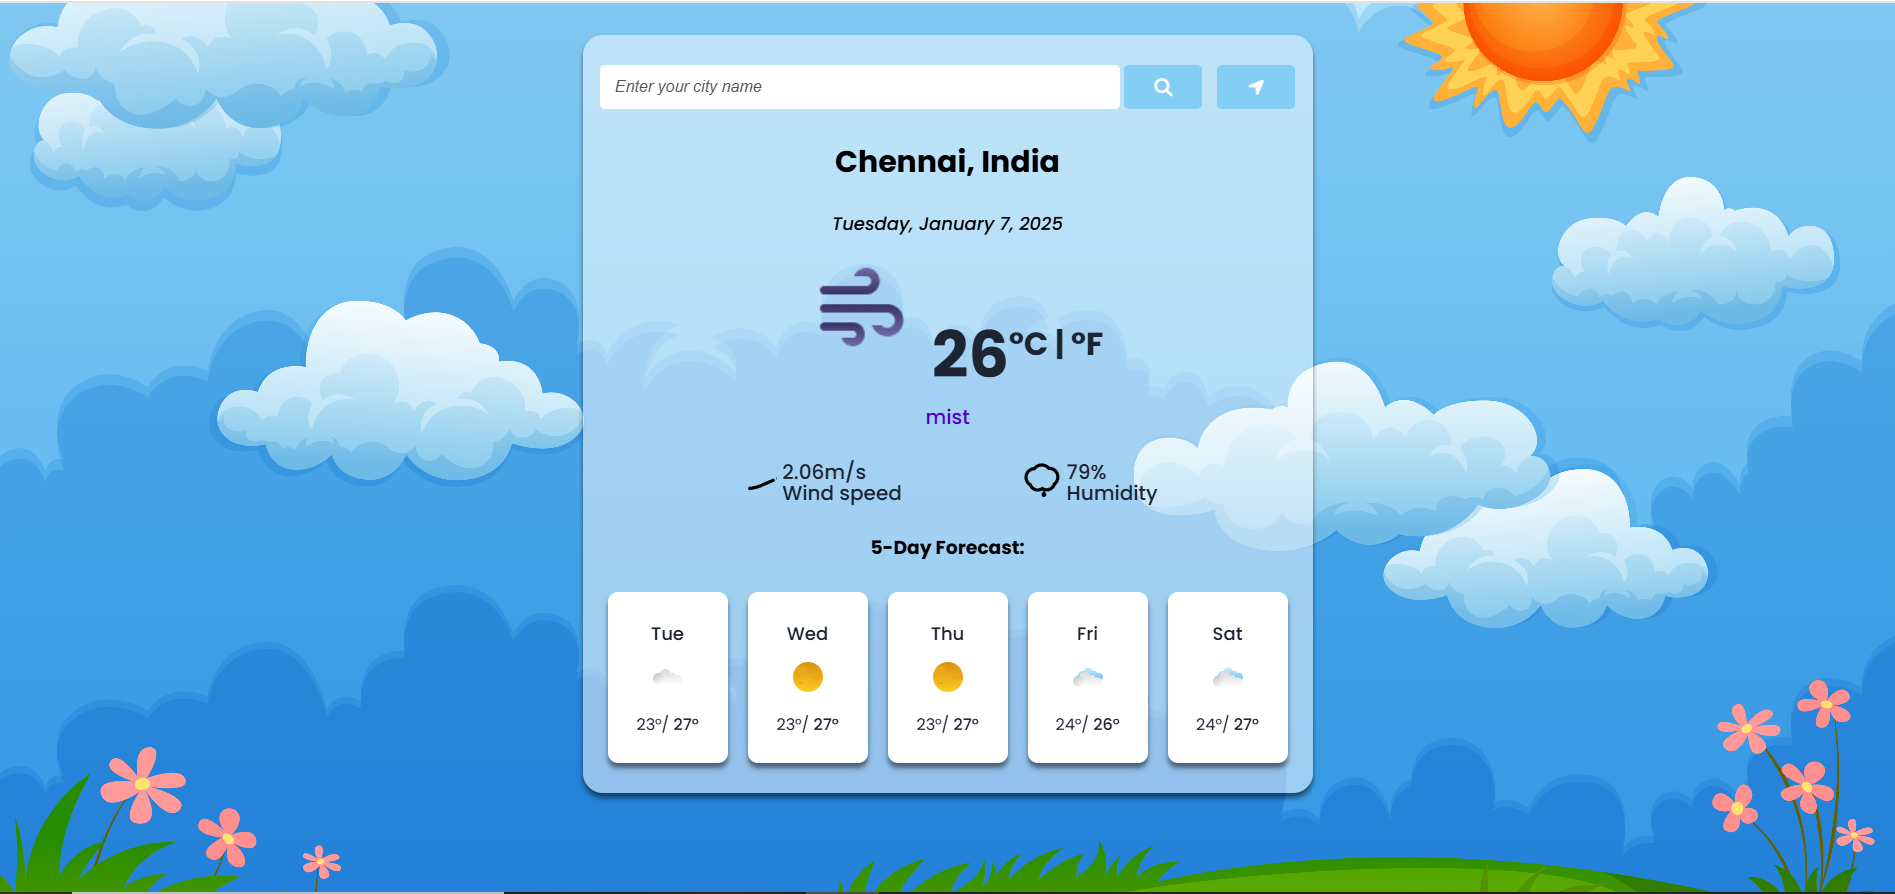 Enter your city name
Chennai, India
Tuesday, January 7, 2025
26°C | °F
mist
2.06m/s
Wind speed
79%
Humidity
5-Day Forecast:
Tue
23°/ 27°
Wed
23°/ 27°
Thu
23°/ 27°
Fri
24°/ 26°
Sat
24°/ 27°